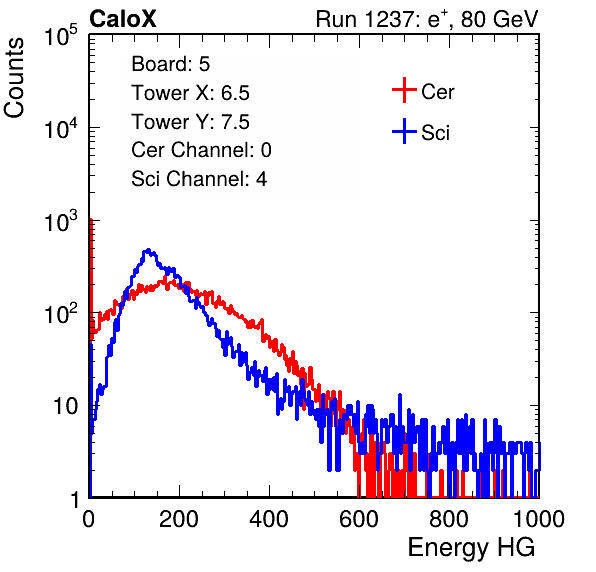 CaloX Run 1237: e⁺, 80 GeV
Board: 5
Tower X: 6.5
Tower Y: 7.5
Cer Channel: 0
Sci Channel: 4
Cer
Sci
Counts
10⁵
10⁴
10³
10²
10
1
0 200 400 600 800 1000
Energy HG